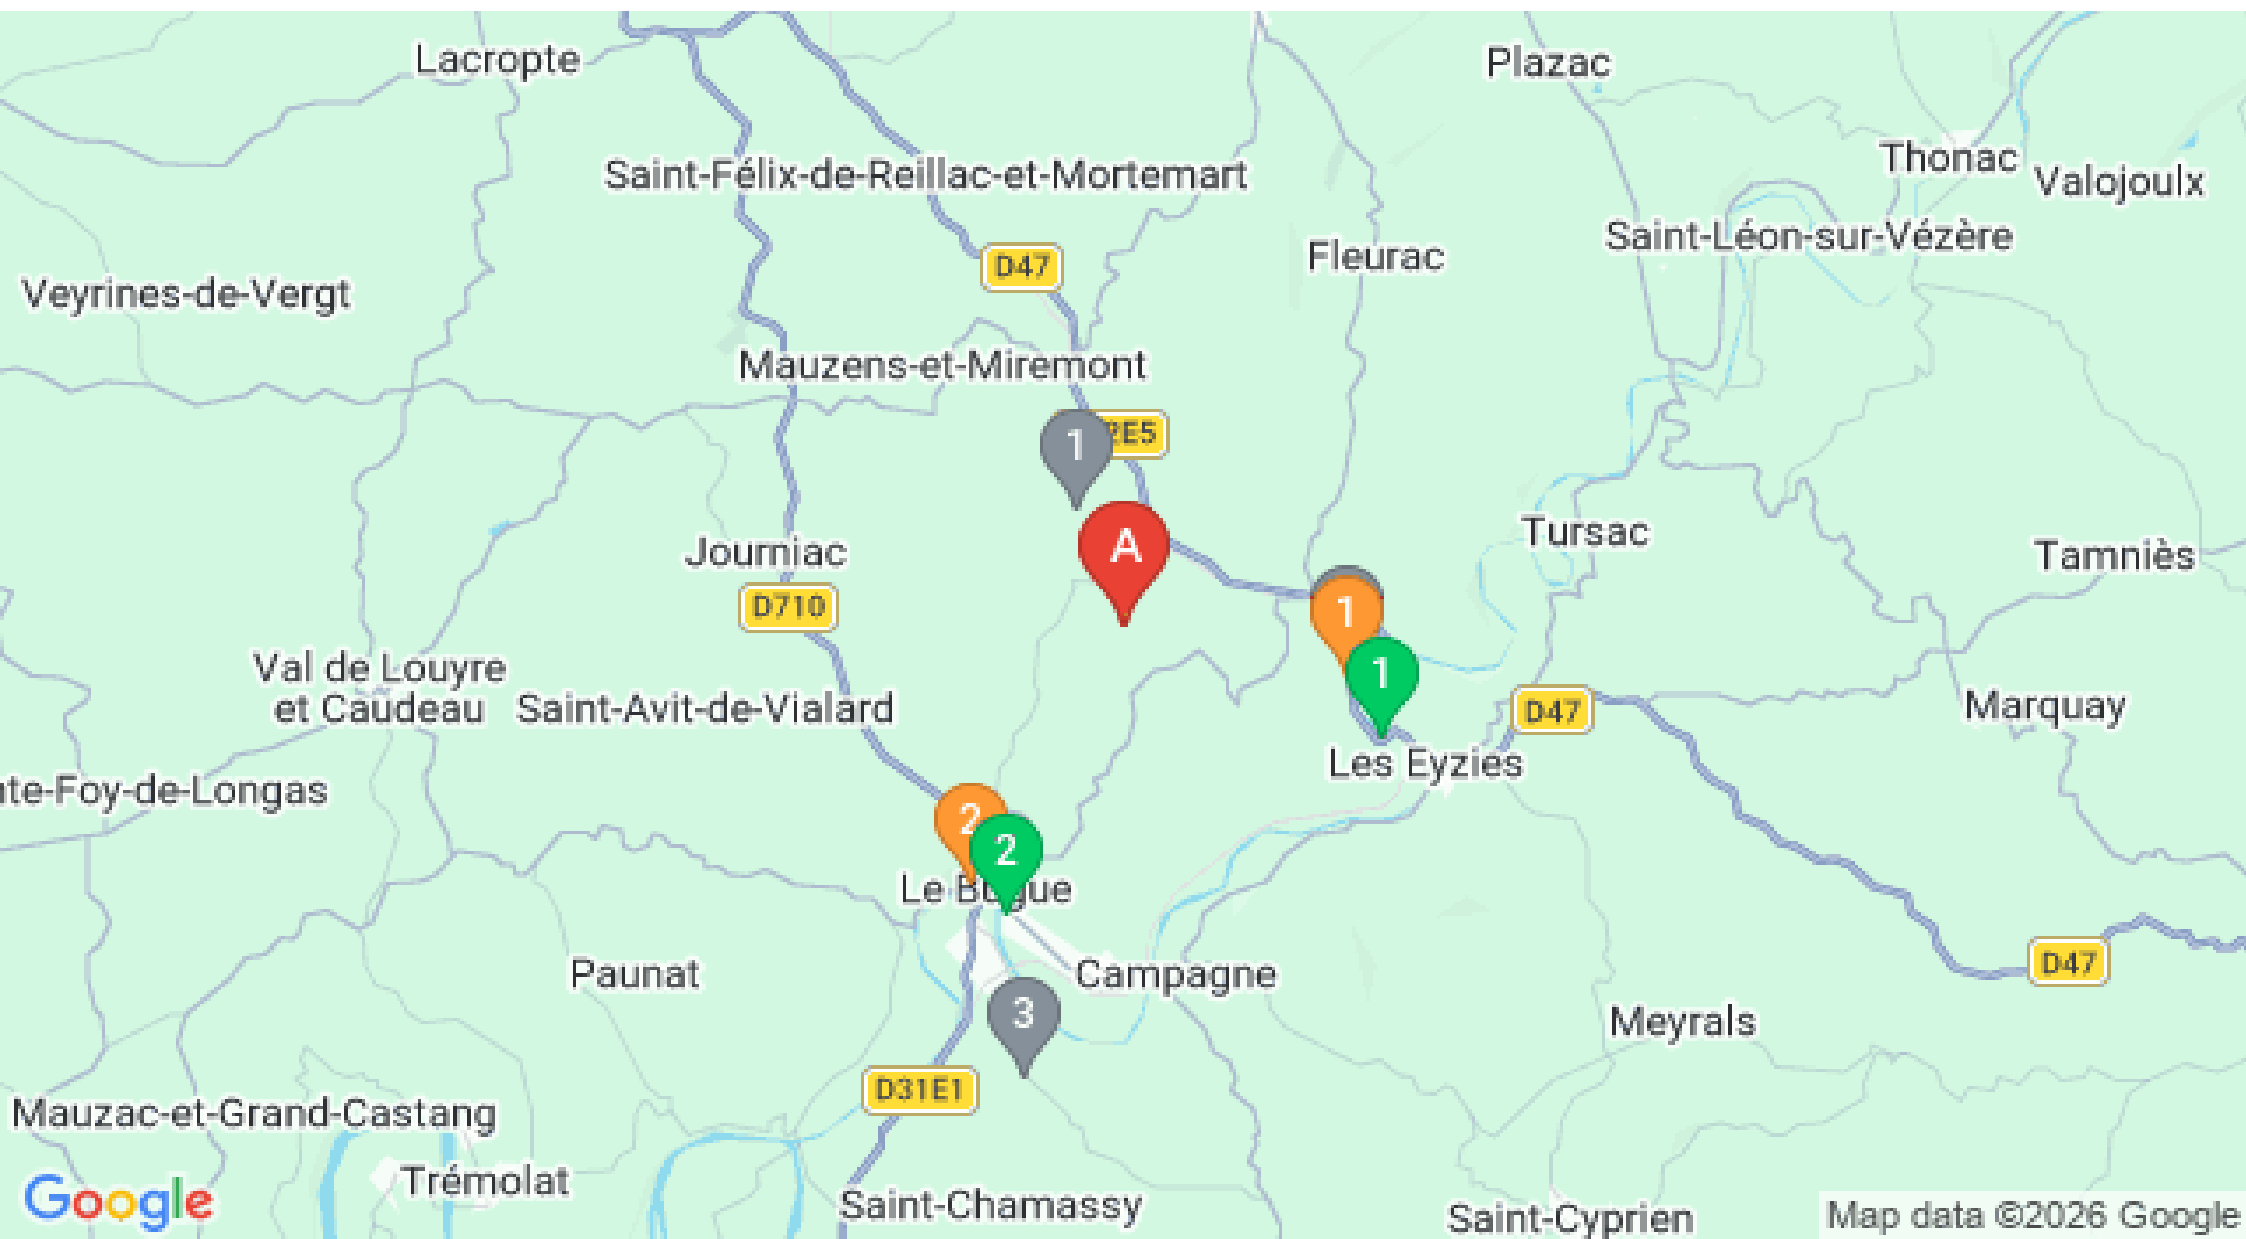 Lacropte
Plazac
Thonac
Saint-Félix-de-Reillac-et-Mortemart
Valojoulx
Saint-Léon-sur-Vézère
Fleurac
D47
Veyrines-de-Vergt
Mauzens-et-Miremont
1
2E5
Tursac
A
Journiac
Tamniès
D710
1
Val de Louyre
et Caudeau
1
Saint-Avit-de-Vialard
D47
Marquay
Les Eyzies
te-Foy-de-Longas
2
2
Le Bugue
D47
Paunat
Campagne
3
Meyrals
D31E1
Mauzac-et-Grand-Castang
Trémolat
Google
Saint-Chamassy
Saint-Cyprien
Map data ©2026 Google